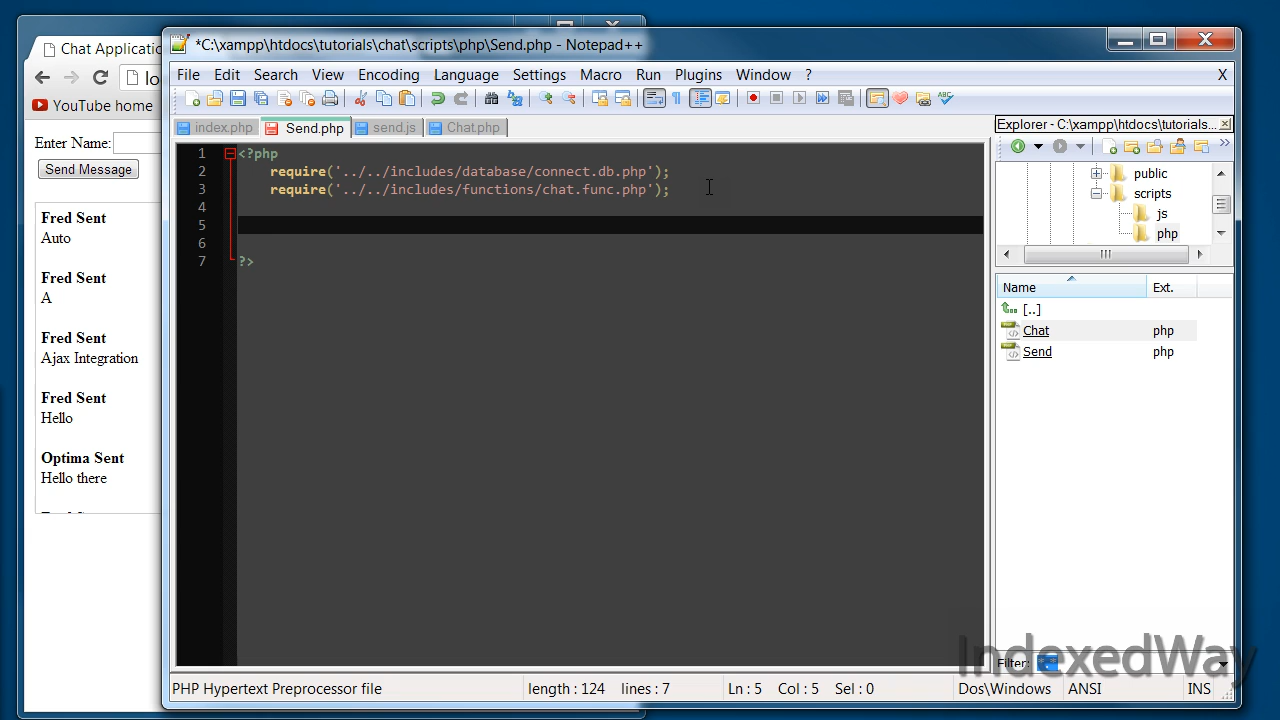 Chat Applicatio
lo
YouTube home
Enter Name:
Send Message
Fred Sent
Auto
Fred Sent
A
Fred Sent
Ajax Integration
Fred Sent
Hello
Optima Sent
Hello there
*C:\xampp\htdocs\tutorials\chat\scripts\php\Send.php - Notepad++
File Edit Search View Encoding Language Settings Macro Run Plugins Window ? X
index.php Send.php send.js Chat.php
1 <?php
2 require('../../includes/database/connect.db.php');
3 require('../../includes/functions/chat.func.php');
4
5
6
7 ?>
Explorer - C:\xampp\htdocs\tutorials...
public
scripts
js
php
Name Ext.
[..]
Chat php
Send php
Filter:
IndexedWay
PHP Hypertext Preprocessor file length : 124 lines : 7 Ln : 5 Col : 5 Sel : 0 Dos\Windows ANSI INS